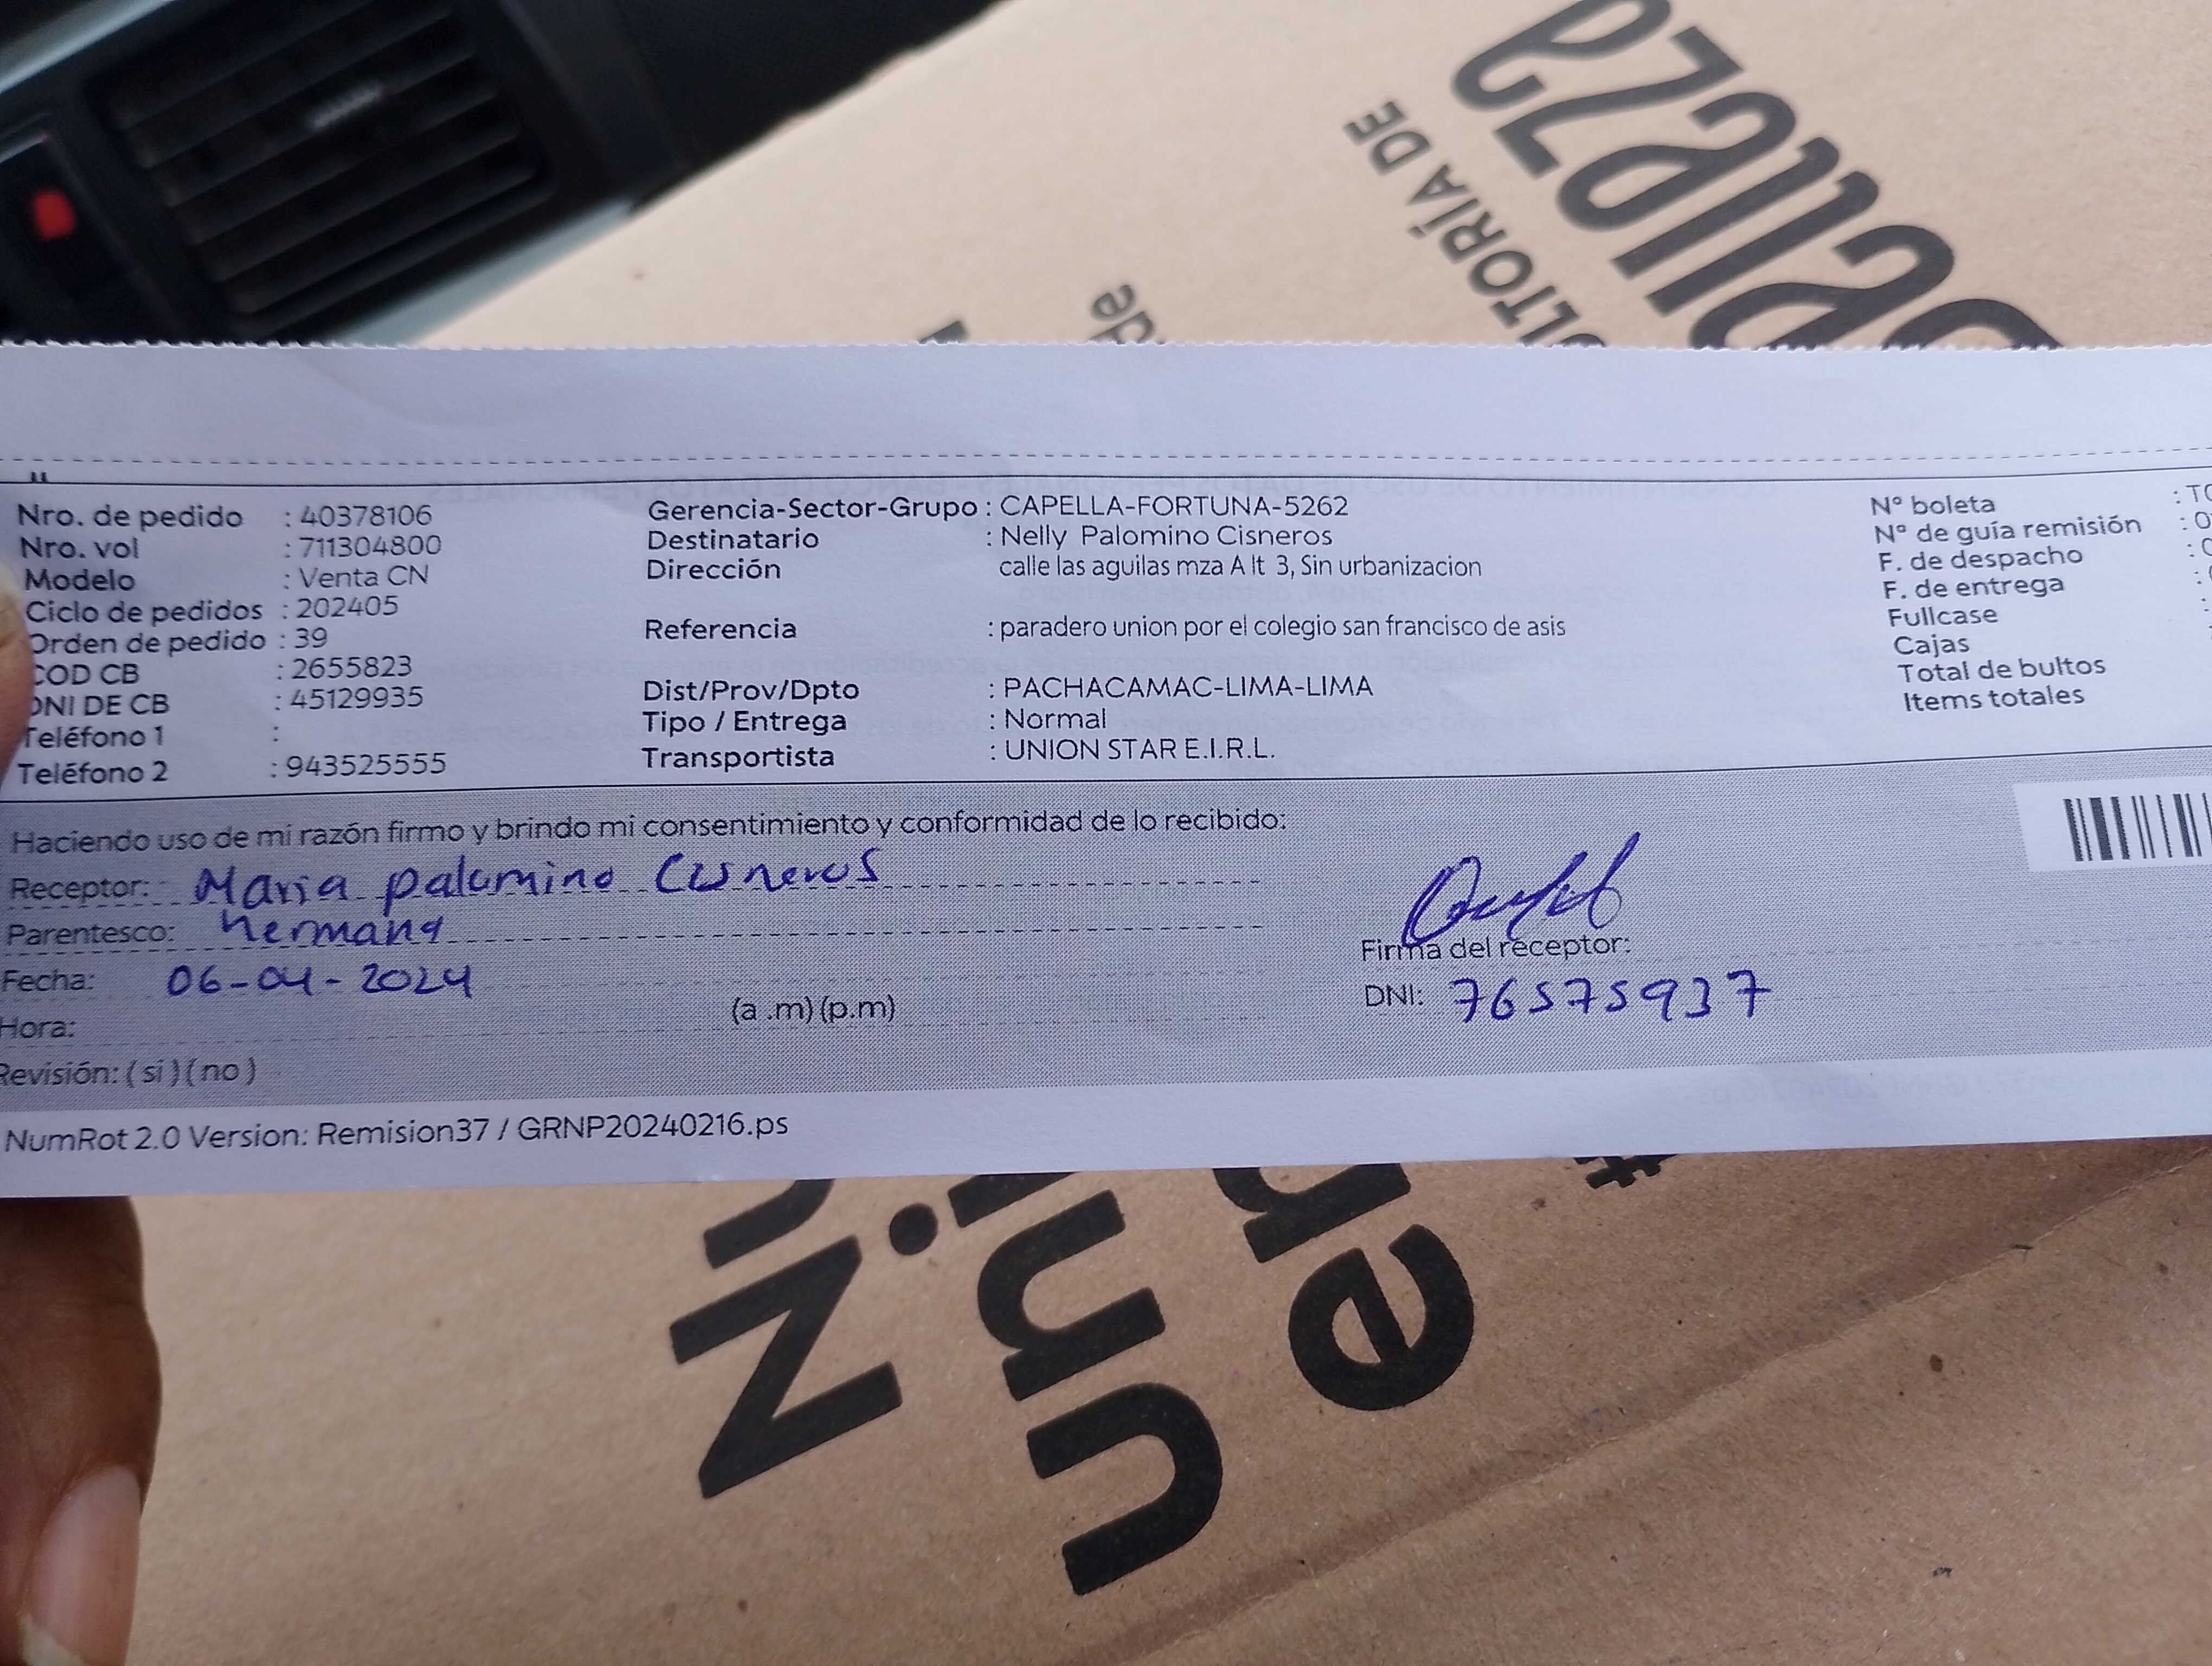 OLTORÍA DE
Belleza
de
Nro. de pedido : 40378106
Nro. vol : 711304800
Modelo : Venta CN
Ciclo de pedidos : 202405
Orden de pedido : 39
COD CB : 2655823
DNI DE CB : 45129935
Teléfono 1 :
Teléfono 2 : 943525555
Gerencia-Sector-Grupo : CAPELLA-FORTUNA-5262
Destinatario : Nelly Palomino Cisneros
Dirección calle las aguilas mza A lt 3, Sin urbanizacion
Referencia : paradero union por el colegio san francisco de asis
Dist/Prov/Dpto : PACHACAMAC-LIMA-LIMA
Tipo / Entrega : Normal
Transportista : UNION STAR E.I.R.L.
N° boleta
N° de guía remisión
F. de despacho
F. de entrega
Fullcase
Cajas
Total de bultos
Items totales
Haciendo uso de mi razón firmo y brindo mi consentimiento y conformidad de lo recibido:
Receptor: Maria palomino Cisneros
Parentesco: hermana
Fecha: 06-04-2024
Hora: (a .m) (p.m)
Revisión: ( si ) ( no )
Firma del receptor:
DNI: 76575937
NumRot 2.0 Version: Remision37 / GRNP20240216.ps